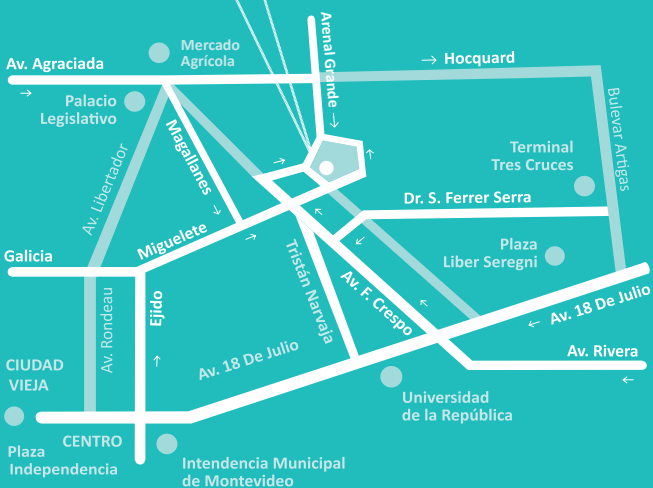 Av. Agraciada
Mercado
Agrícola
Arenal Grande
Hocquard
Palacio
Legislativo
Magallanes
Bulevar Artigas
Terminal
Tres Cruces
Av. Libertador
Dr. S. Ferrer Serra
Galicia
Miguelete
Tristán Narvaja
Plaza
Liber Seregni
Av. F. Crespo
Av. 18 De Julio
Av. Rondeau
Ejido
Av. 18 De Julio
Av. Rivera
CIUDAD
VIEJA
Universidad
de la República
CENTRO
Plaza
Independencia
Intendencia Municipal
de Montevideo